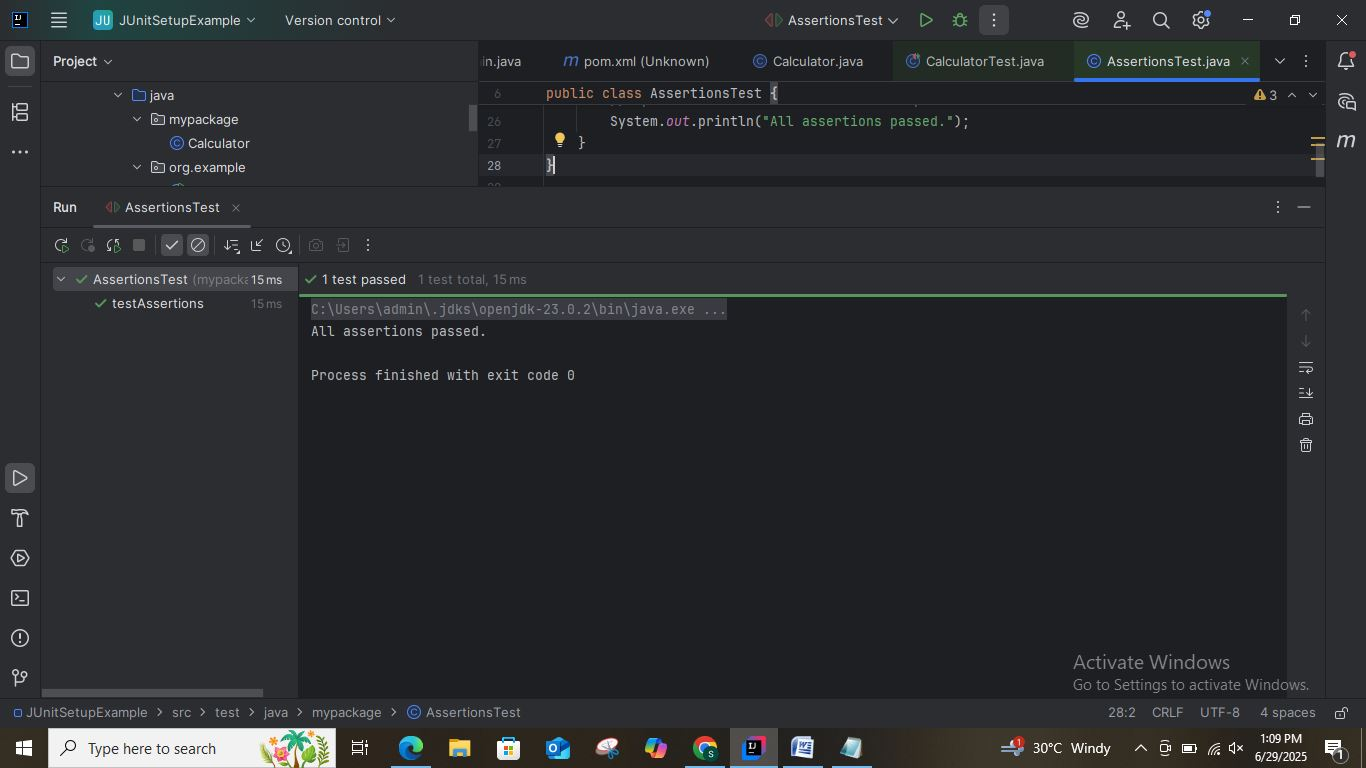 JU JUnitSetupExample Version control AssertionsTest
Project
in.java pom.xml (Unknown) Calculator.java CalculatorTest.java AssertionsTest.java
java
mypackage
Calculator
org.example
6 public class AssertionsTest { 3
26 System.out.println("All assertions passed.");
27 }
28 }
Run AssertionsTest
AssertionsTest (mypacka 15 ms
testAssertions 15 ms
1 test passed 1 test total, 15 ms
C:\Users\admin\.jdks\openjdk-23.0.2\bin\java.exe ...
All assertions passed.
Process finished with exit code 0
Activate Windows
Go to Settings to activate Windows.
JUnitSetupExample > src > test > java > mypackage > AssertionsTest
28:2 CRLF UTF-8 4 spaces
Type here to search
30°C Windy
1:09 PM
6/29/2025